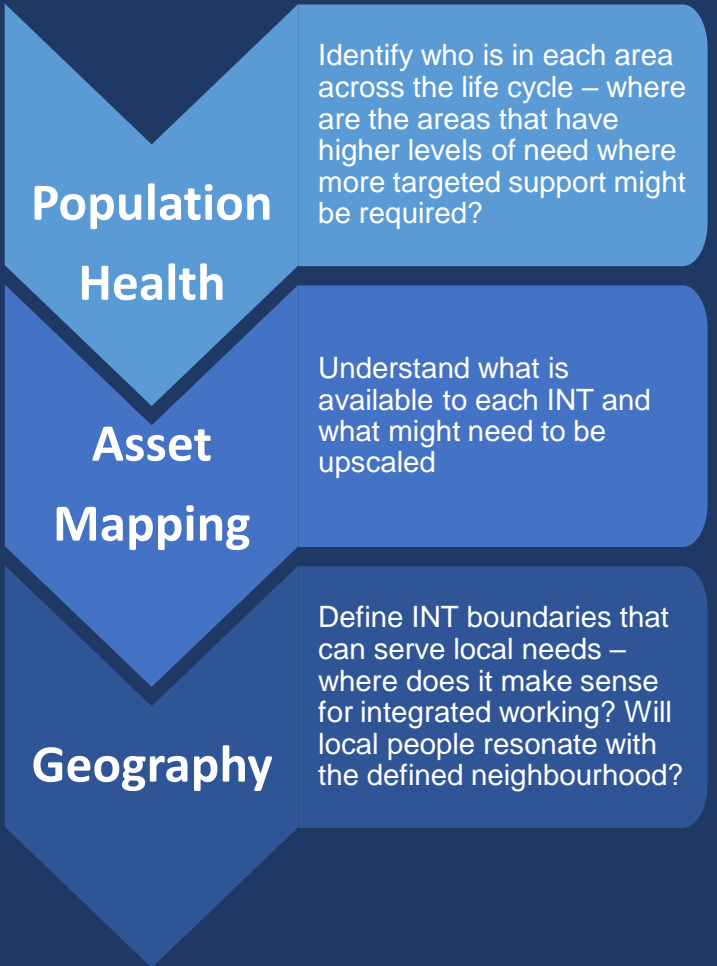 Population
Health
Identify who is in each area
across the life cycle – where
are the areas that have
higher levels of need where
more targeted support might
be required?
Asset
Mapping
Understand what is
available to each INT and
what might need to be
upscaled
Geography
Define INT boundaries that
can serve local needs –
where does it make sense
for integrated working? Will
local people resonate with
the defined neighbourhood?